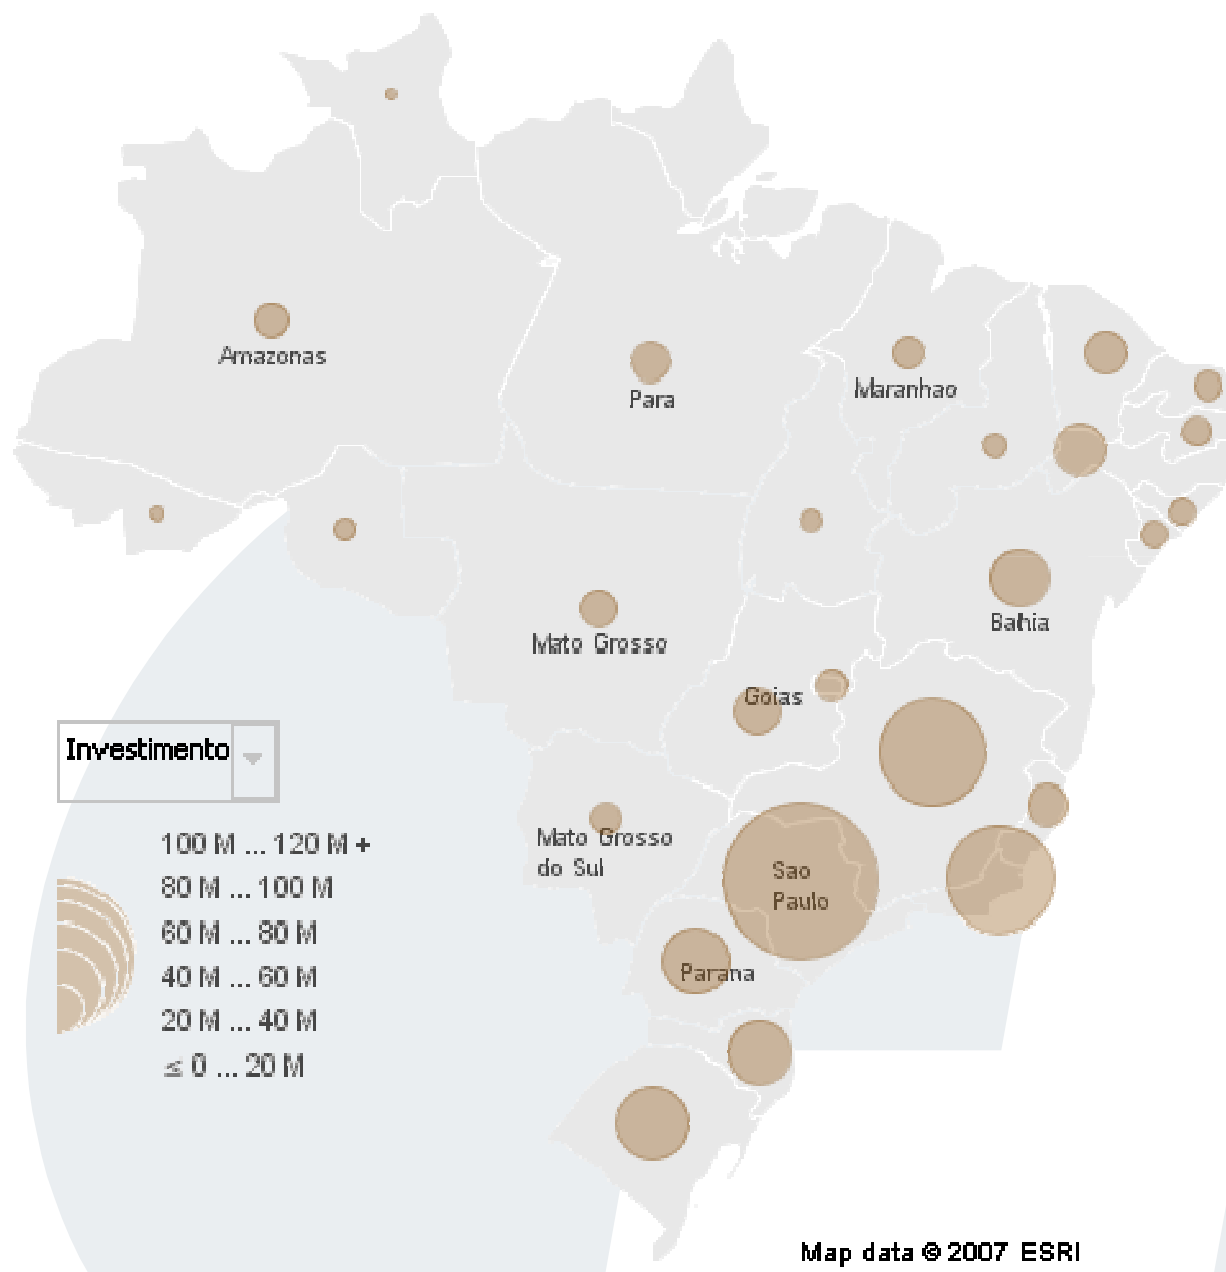 Amazonas
Para
Maranhao
Mato Grosso
Bahia
Goias
Investimento
Mato Grosso
do Sul
100 M ... 120 M +
80 M ... 100 M
60 M ... 80 M
40 M ... 60 M
20 M ... 40 M
≤ 0 ... 20 M
Sao
Paulo
Parana
Map data © 2007 ESRI